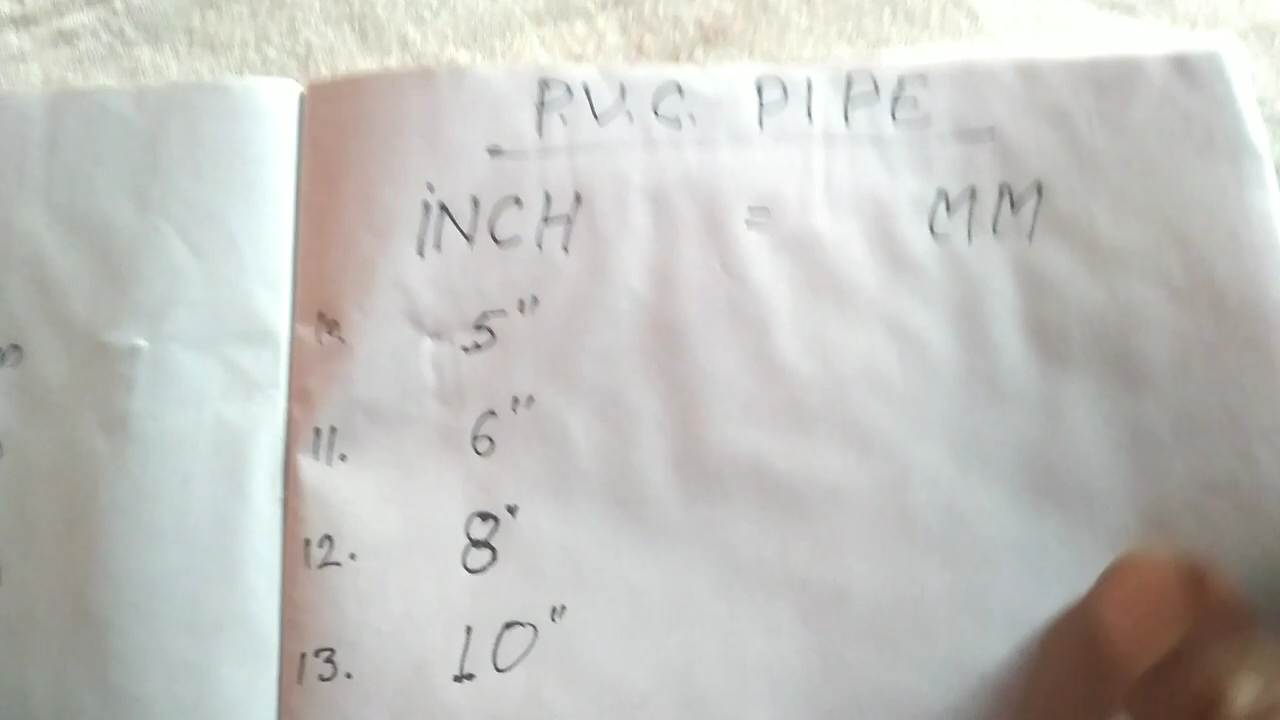 P.V.C. PIPE
INCH = MM
5"
11. 6"
12. 8"
13. 10"